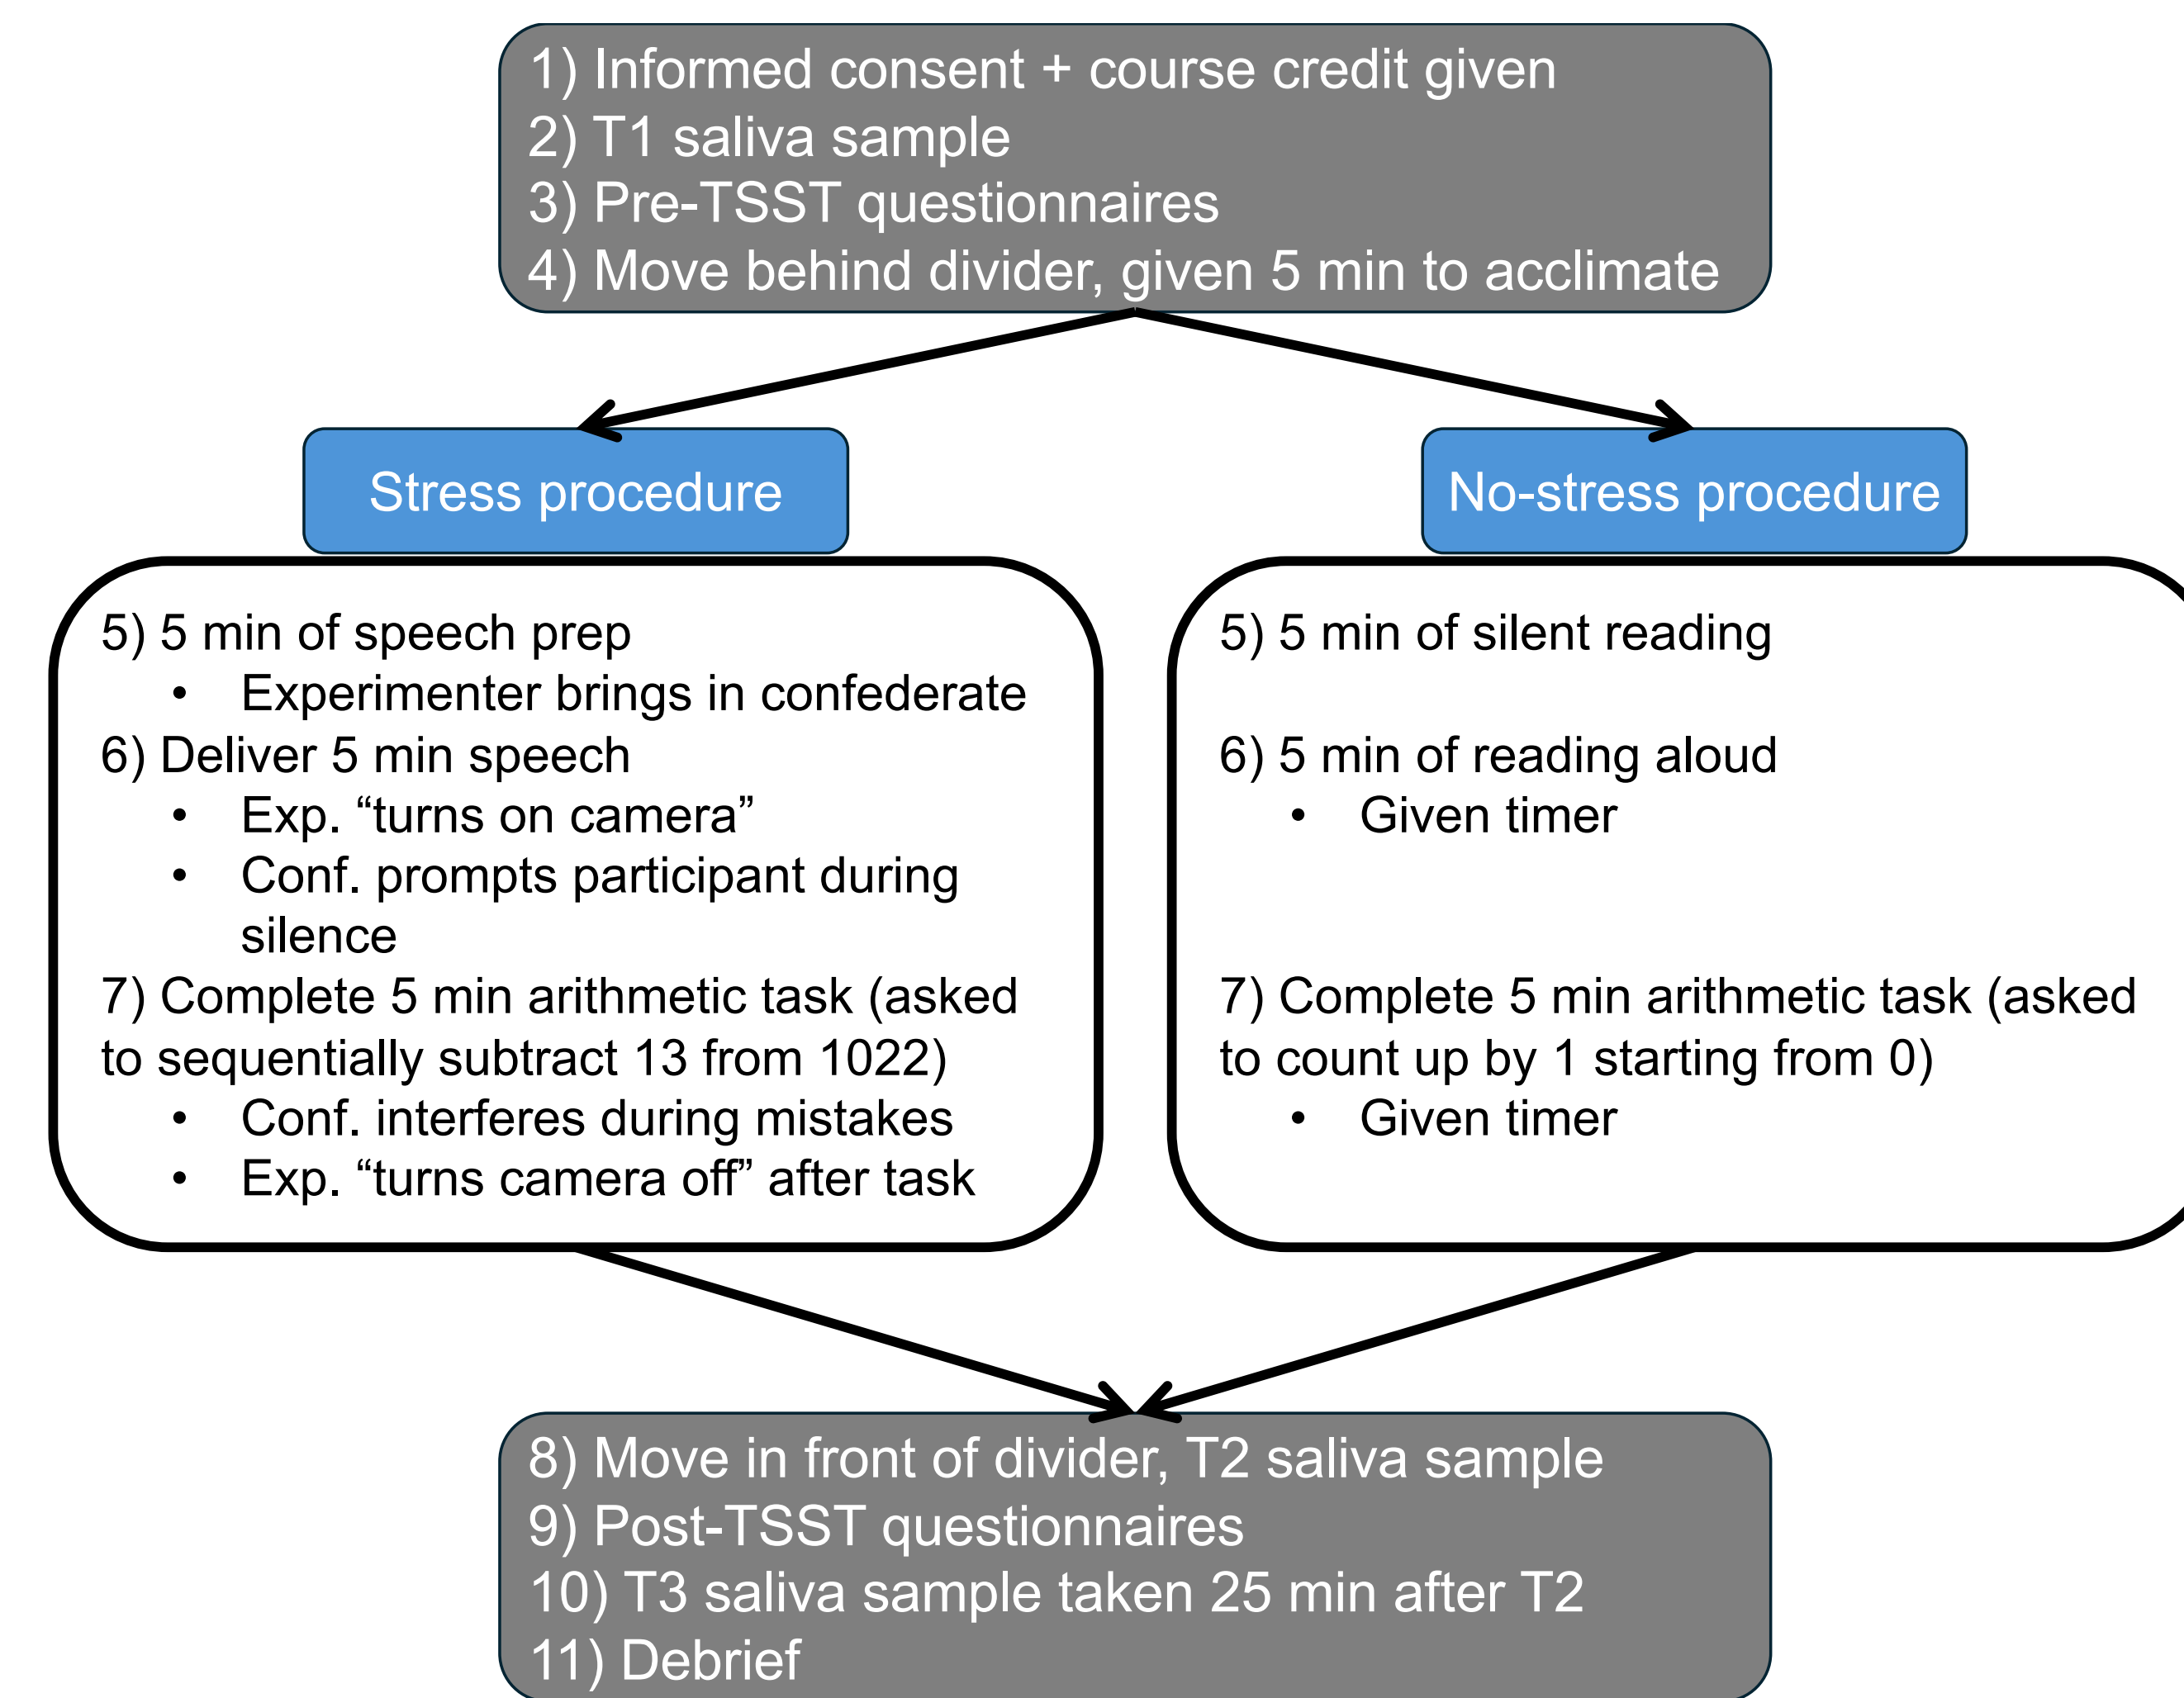 1) Informed consent + course credit given
2) T1 saliva sample
3) Pre-TSST questionnaires
4) Move behind divider, given 5 min to acclimate
Stress procedure
No-stress procedure
5) 5 min of speech prep
• Experimenter brings in confederate
6) Deliver 5 min speech
• Exp. “turns on camera”
• Conf. prompts participant during
silence
7) Complete 5 min arithmetic task (asked
to sequentially subtract 13 from 1022)
• Conf. interferes during mistakes
• Exp. “turns camera off” after task
5) 5 min of silent reading
6) 5 min of reading aloud
• Given timer
7) Complete 5 min arithmetic task (asked
to count up by 1 starting from 0)
• Given timer
8) Move in front of divider, T2 saliva sample
9) Post-TSST questionnaires
10) T3 saliva sample taken 25 min after T2
11) Debrief